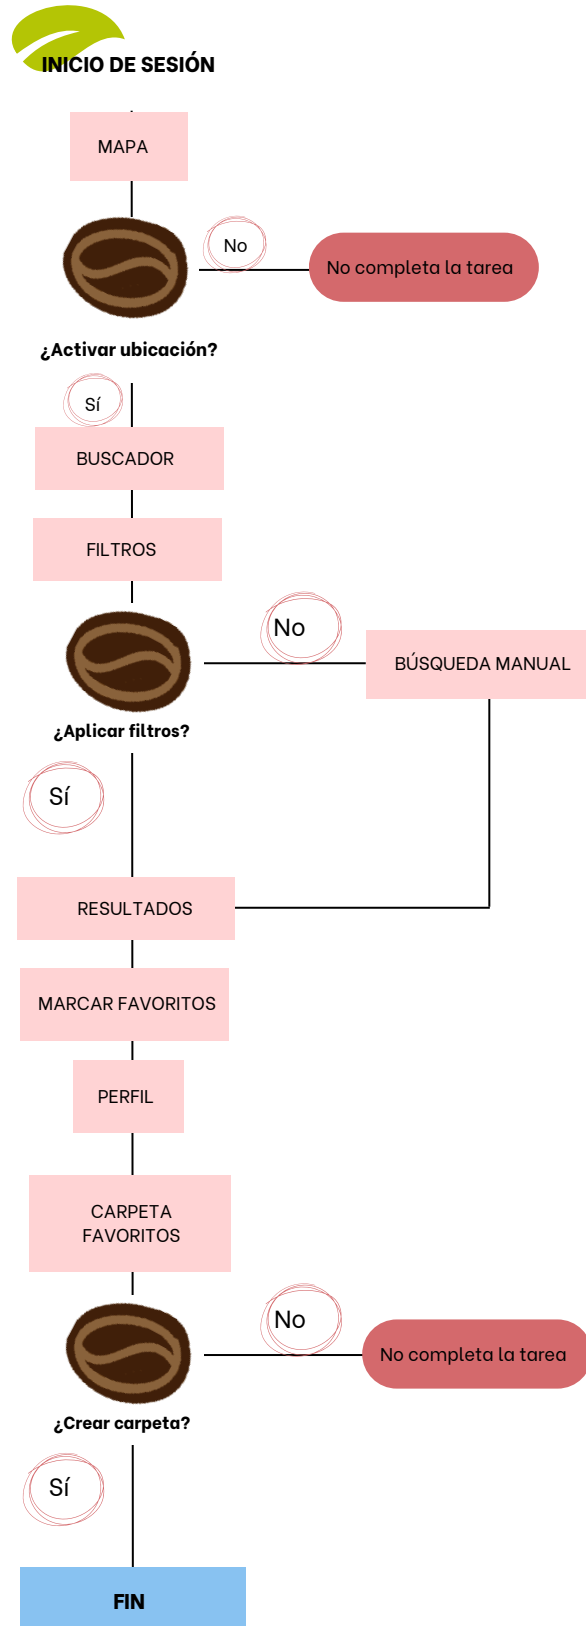 INICIO DE SESIÓN
MAPA
No
No completa la tarea
¿Activar ubicación?
Sí
BUSCADOR
FILTROS
No
BÚSQUEDA MANUAL
¿Aplicar filtros?
Sí
RESULTADOS
MARCAR FAVORITOS
PERFIL
CARPETA
FAVORITOS
No
No completa la tarea
¿Crear carpeta?
Sí
FIN